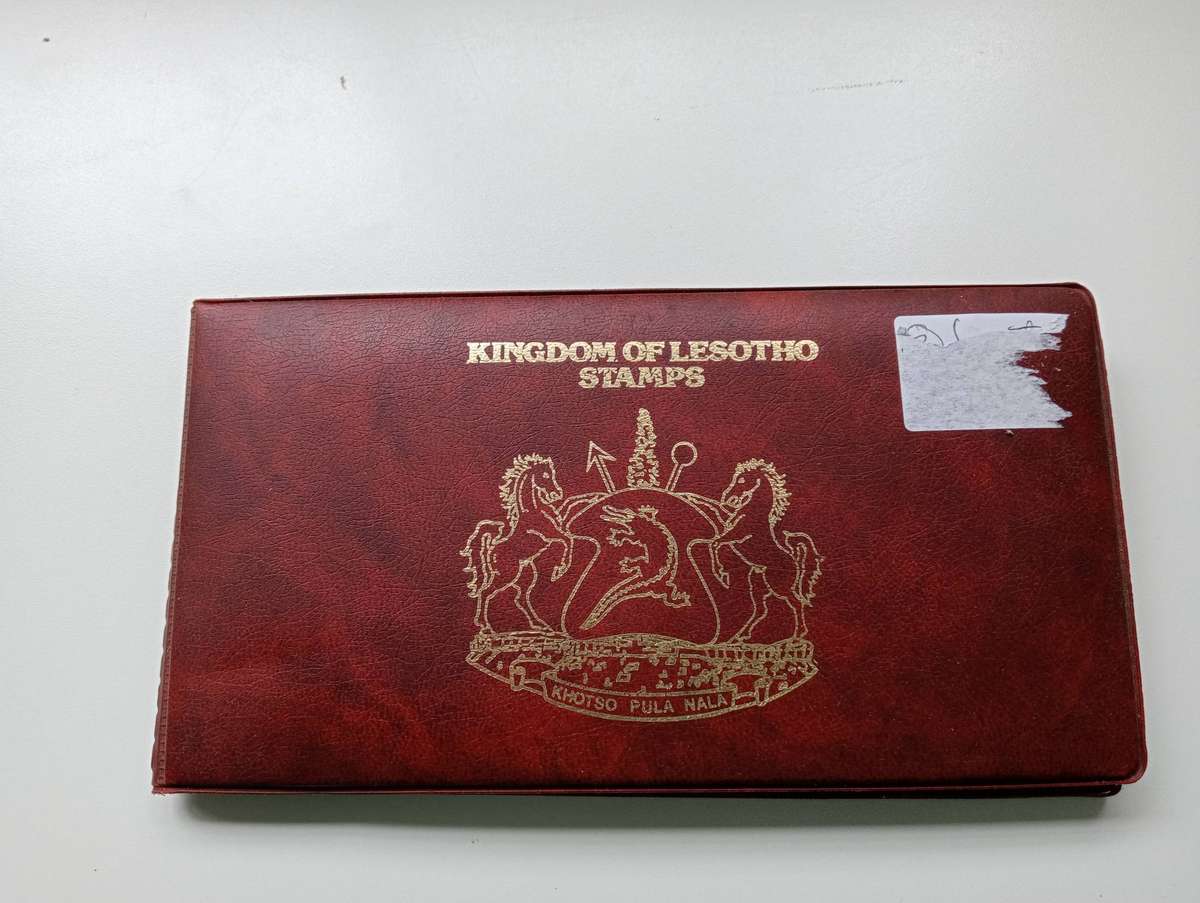 KINGDOM OF LESOTHO
STAMPS
KHOTSO PULA NALA